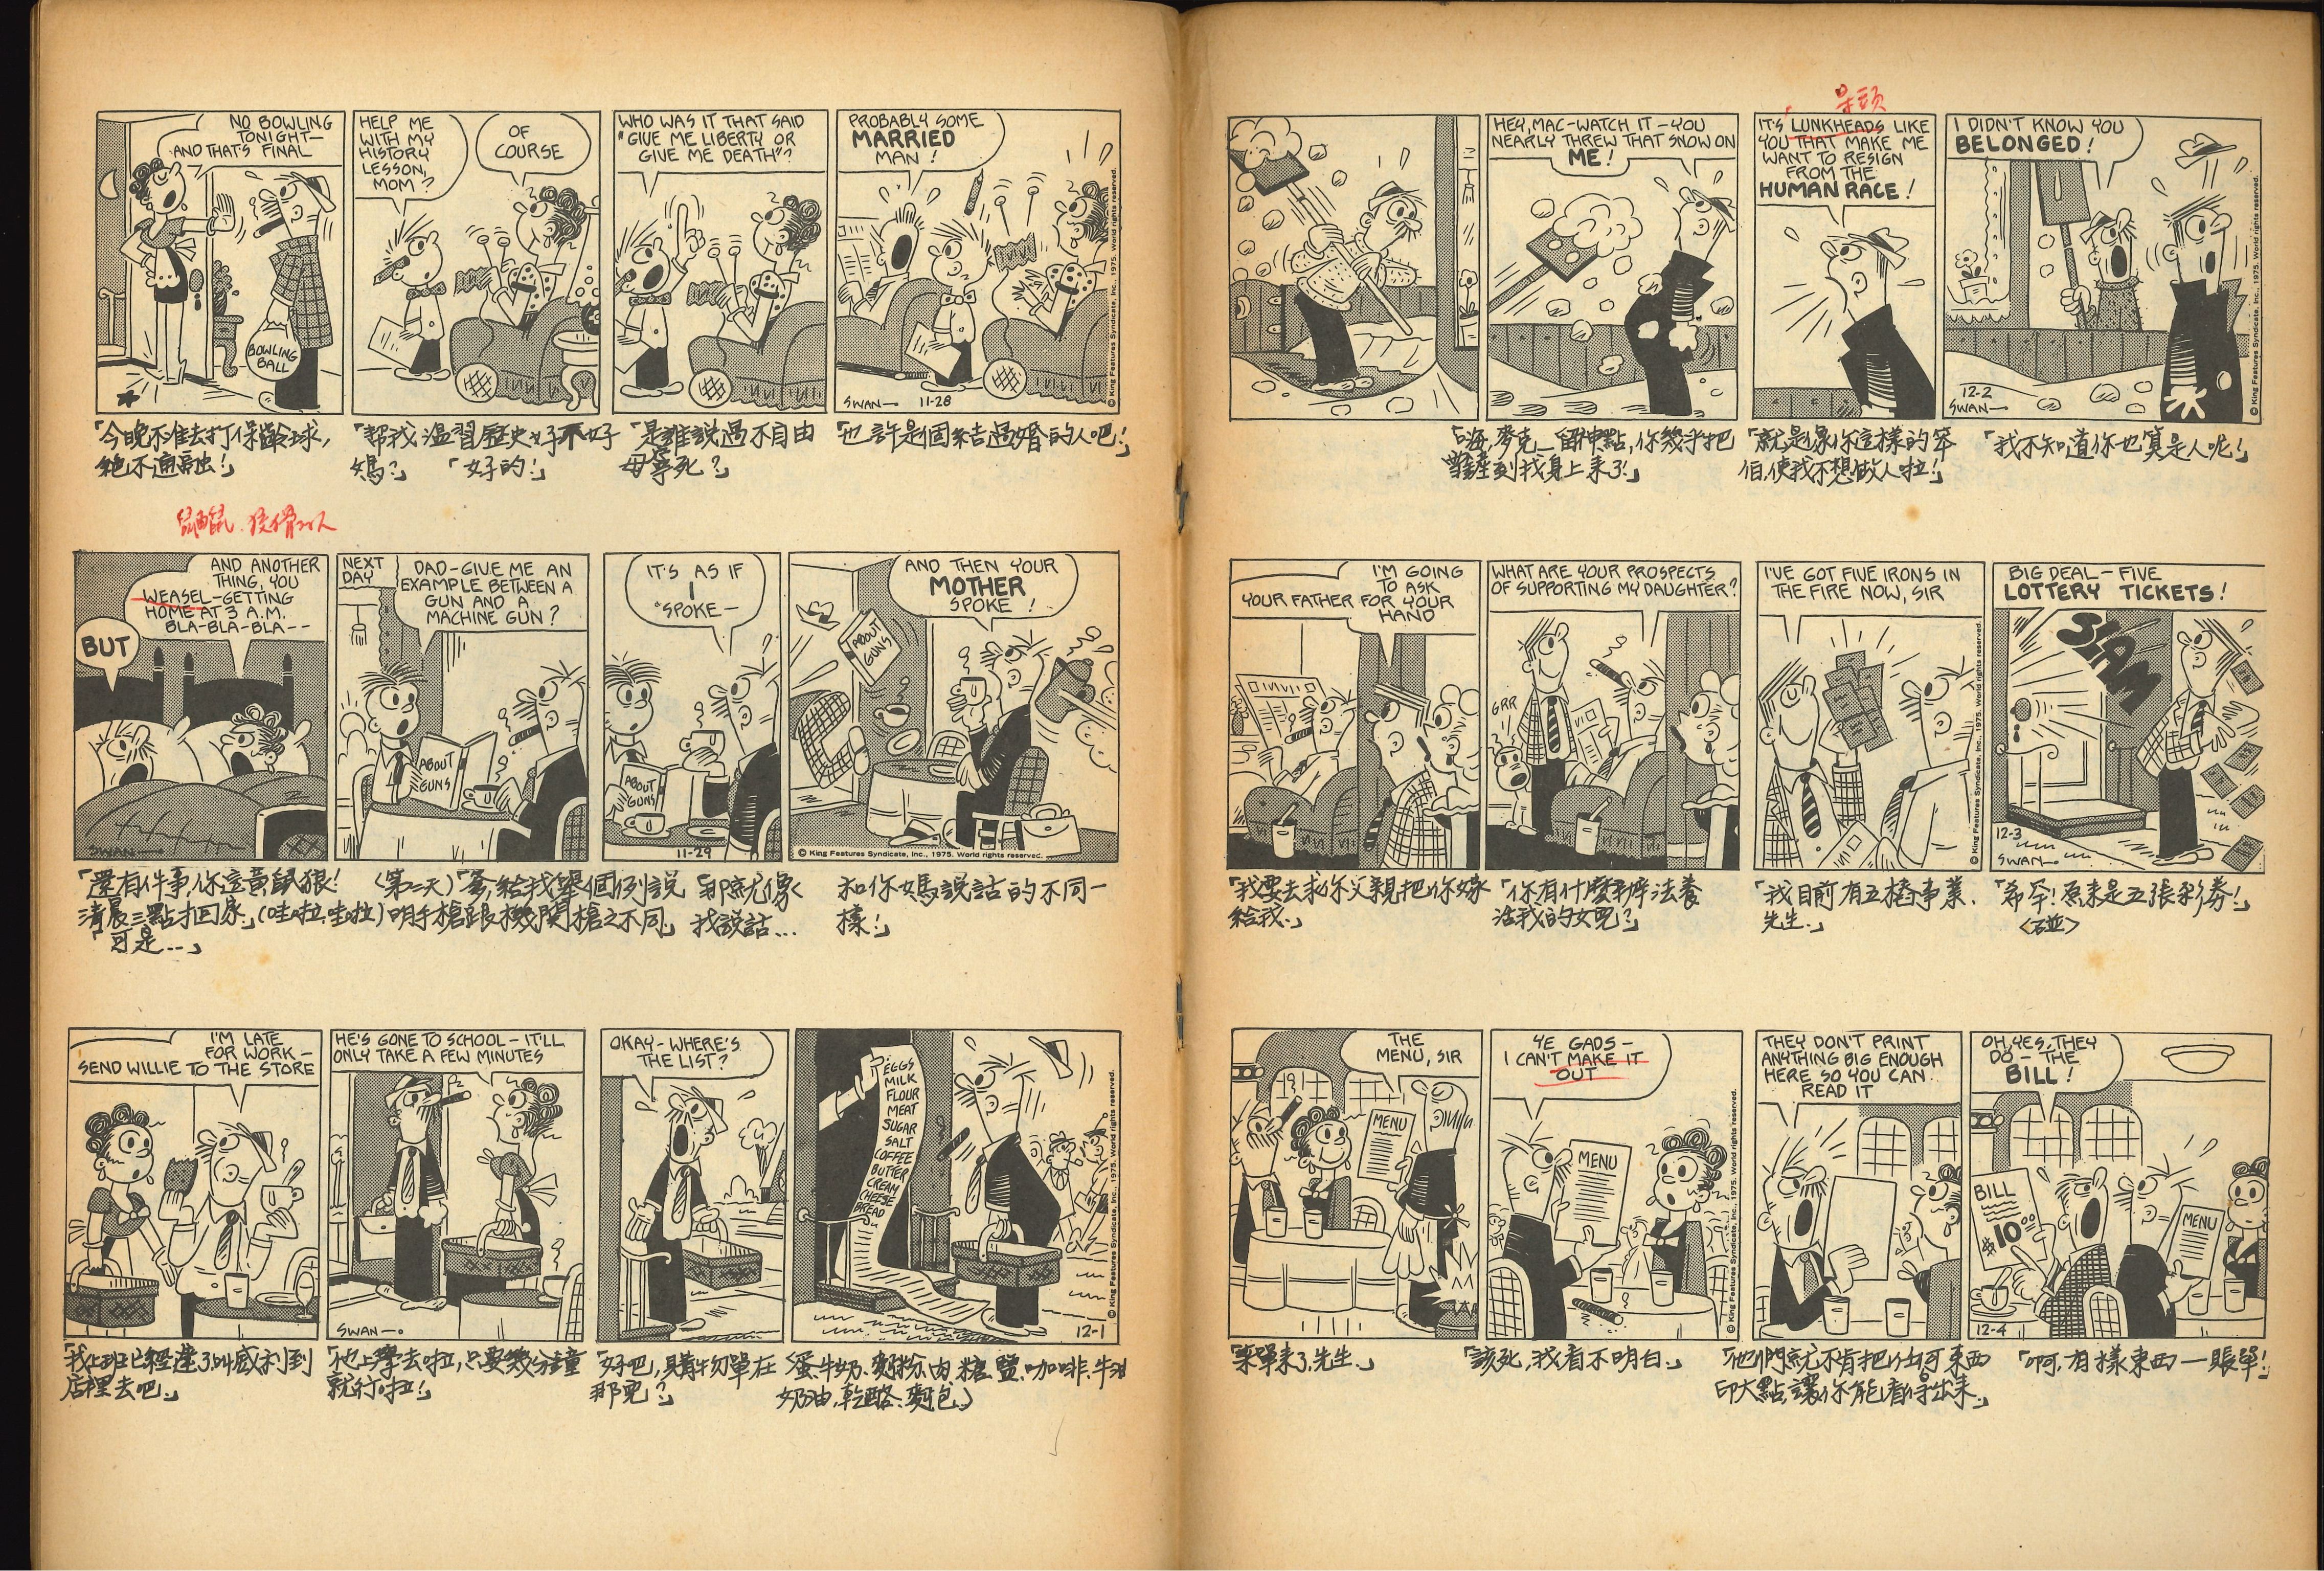 NO BOWLING
TONIGHT—
AND THAT'S FINAL
BOWLING
BALL
HELP ME
WITH MY
HISTORY
LESSON,
MOM?
OF
COURSE
WHO WAS IT THAT SAID
"GIVE ME LIBERTY OR
GIVE ME DEATH"?
PROBABLY SOME
MARRIED
MAN!
SWAN— 11-28
© King Features Syndicate, Inc., 1975. World rights reserved.
「今晚不准去打保齡球,
絕不通融!」
「幫我溫習歷史好不好
媽?」 「好的!」
「是誰說過不自由
毋寧死?」
「也許是個結過婚的人吧!」
AND ANOTHER
THING, YOU
WEASEL—GETTING
HOME AT 3 A.M.
BLA-BLA-BLA--
BUT
SWAN—
NEXT
DAY
DAD—GIVE ME AN
EXAMPLE BETWEEN A
GUN AND A
MACHINE GUN?
ABOUT
GUNS
IT'S AS IF
I
SPOKE—
ABOUT
GUNS
11-29
AND THEN YOUR
MOTHER
SPOKE!
ABOUT
GUNS
© King Features Syndicate, Inc., 1975. World rights reserved.
「還有件事,你這黃鼠狼!
清晨三點才回家。(哇啦哇啦)
「可是...」
(第二天)「爹,給我舉個例說
明手槍跟機關槍之不同」
「那就像
我說話...
和你媽說話的不同一
樣!」
I'M LATE
FOR WORK—
SEND WILLIE TO THE STORE
HE'S GONE TO SCHOOL—IT'LL
ONLY TAKE A FEW MINUTES
SWAN—
OKAY—WHERE'S
THE LIST?
EGGS
MILK
FLOUR
MEAT
SUGAR
SALT
COFFEE
BUTTER
CREAM
CHEESE
BREAD
12-1
© King Features Syndicate, Inc., 1975. World rights reserved.
「我上班已經遲了叫威利到
店裡去吧。」
「他上學去啦,只要幾分鐘
就行啦!」
「好吧,購物單在
那兒?」
(蛋.牛奶.麵粉.肉.糖.鹽.咖啡.牛油
奶油,乾酪、麵包)
呆頭
HEY, MAC—WATCH IT—YOU
NEARLY THREW THAT SNOW ON
ME!
IT'S LUNKHEADS LIKE
YOU THAT MAKE ME
WANT TO RESIGN
FROM THE
HUMAN RACE!
I DIDN'T KNOW YOU
BELONGED!
12-2
SWAN—
© King Features Syndicate, Inc., 1975. World rights reserved.
「嗨,麥克—留神點,你幾乎把
雪鏟到我身上來了!」
「就是像你這樣的笨
伯,使我不想做人啦!」
「我不知道你也算是人呢!」
I'M GOING
TO ASK
YOUR FATHER FOR YOUR
HAND
WHAT ARE YOUR PROSPECTS
OF SUPPORTING MY DAUGHTER?
GRR
I'VE GOT FIVE IRONS IN
THE FIRE NOW, SIR
BIG DEAL—FIVE
LOTTERY TICKETS!
SLAM
12-3
SWAN—
© King Features Syndicate, Inc., 1975. World rights reserved.
「我要去求你父親把你嫁
給我。」
「你有什麼辦法養
活我的女兒?」
「我目前有五樁事業,
先生。」
「希罕!原來是五張彩券!」
〈碰〉
THE
MENU, SIR
MENU
YE GADS—
I CAN'T MAKE IT
OUT
MENU
THEY DON'T PRINT
ANYTHING BIG ENOUGH
HERE SO YOU CAN
READ IT
OH, YES, THEY
DO—THE
BILL!
BILL
$10.00
MENU
12-4
© King Features Syndicate, Inc., 1975. World rights reserved.
「菜單來了,先生。」
「該死,我看不明白。」
「他們就不肯把任何東西
印大點,讓你能看得出來。」
「啊,有樣東西—賬單!」